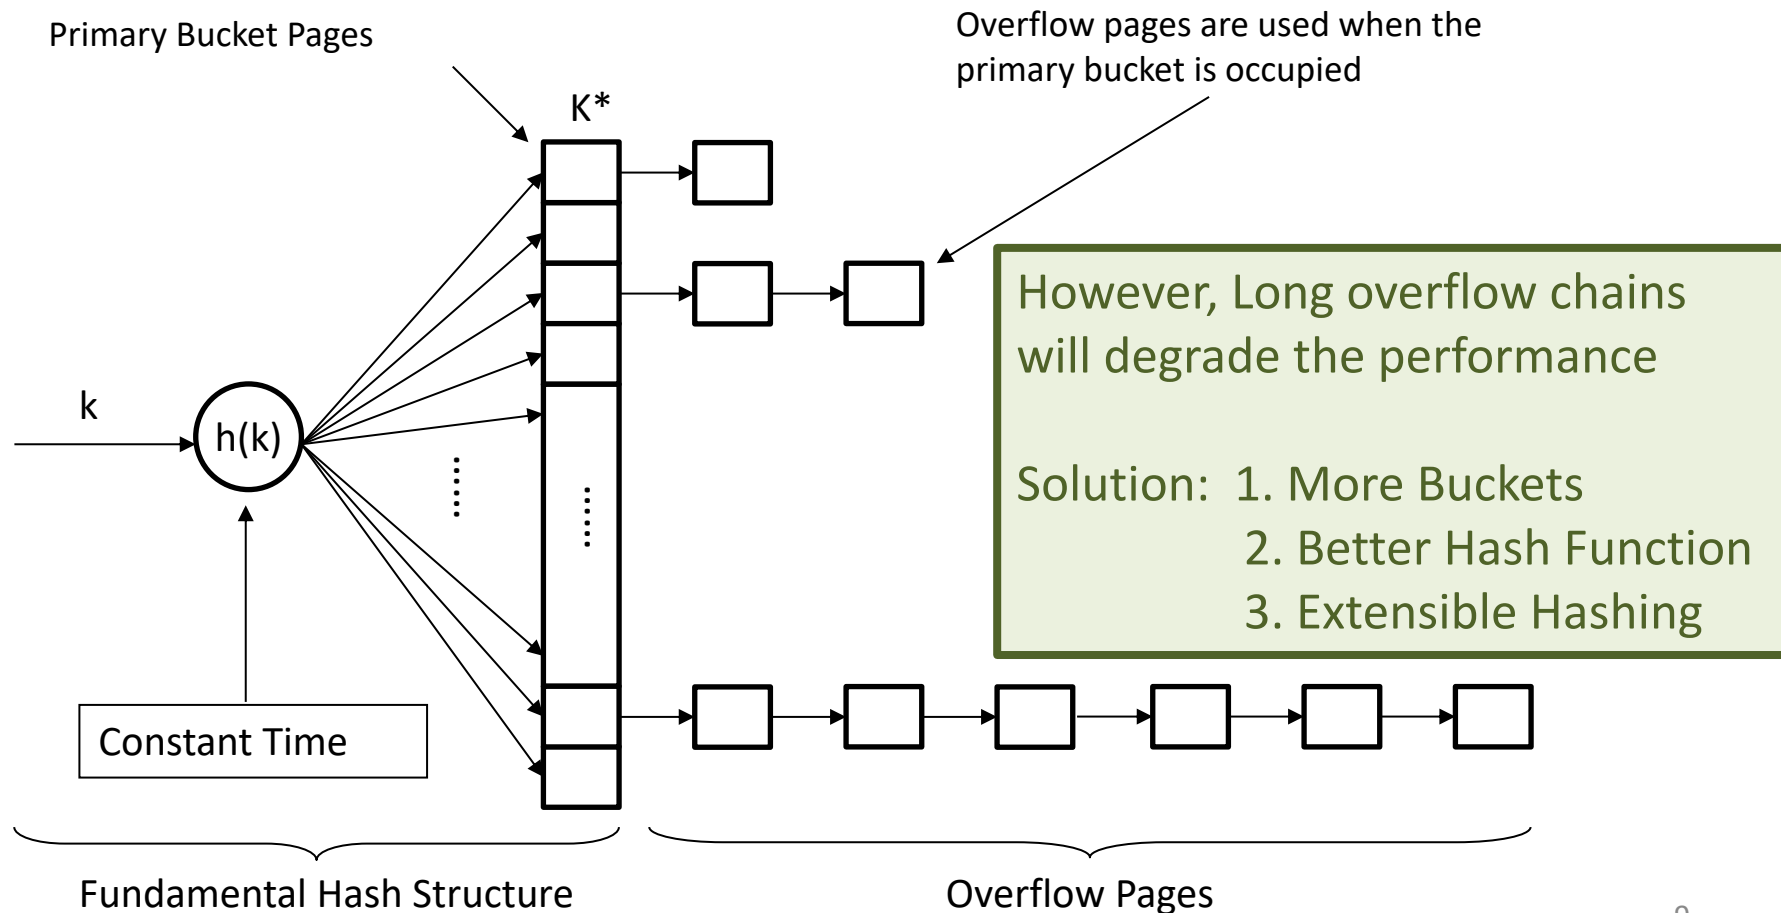 Primary Bucket Pages
Overflow pages are used when the
primary bucket is occupied
K*
However, Long overflow chains
will degrade the performance
k
h(k)
Solution: 1. More Buckets
2. Better Hash Function
3. Extensible Hashing
Constant Time
Fundamental Hash Structure
Overflow Pages